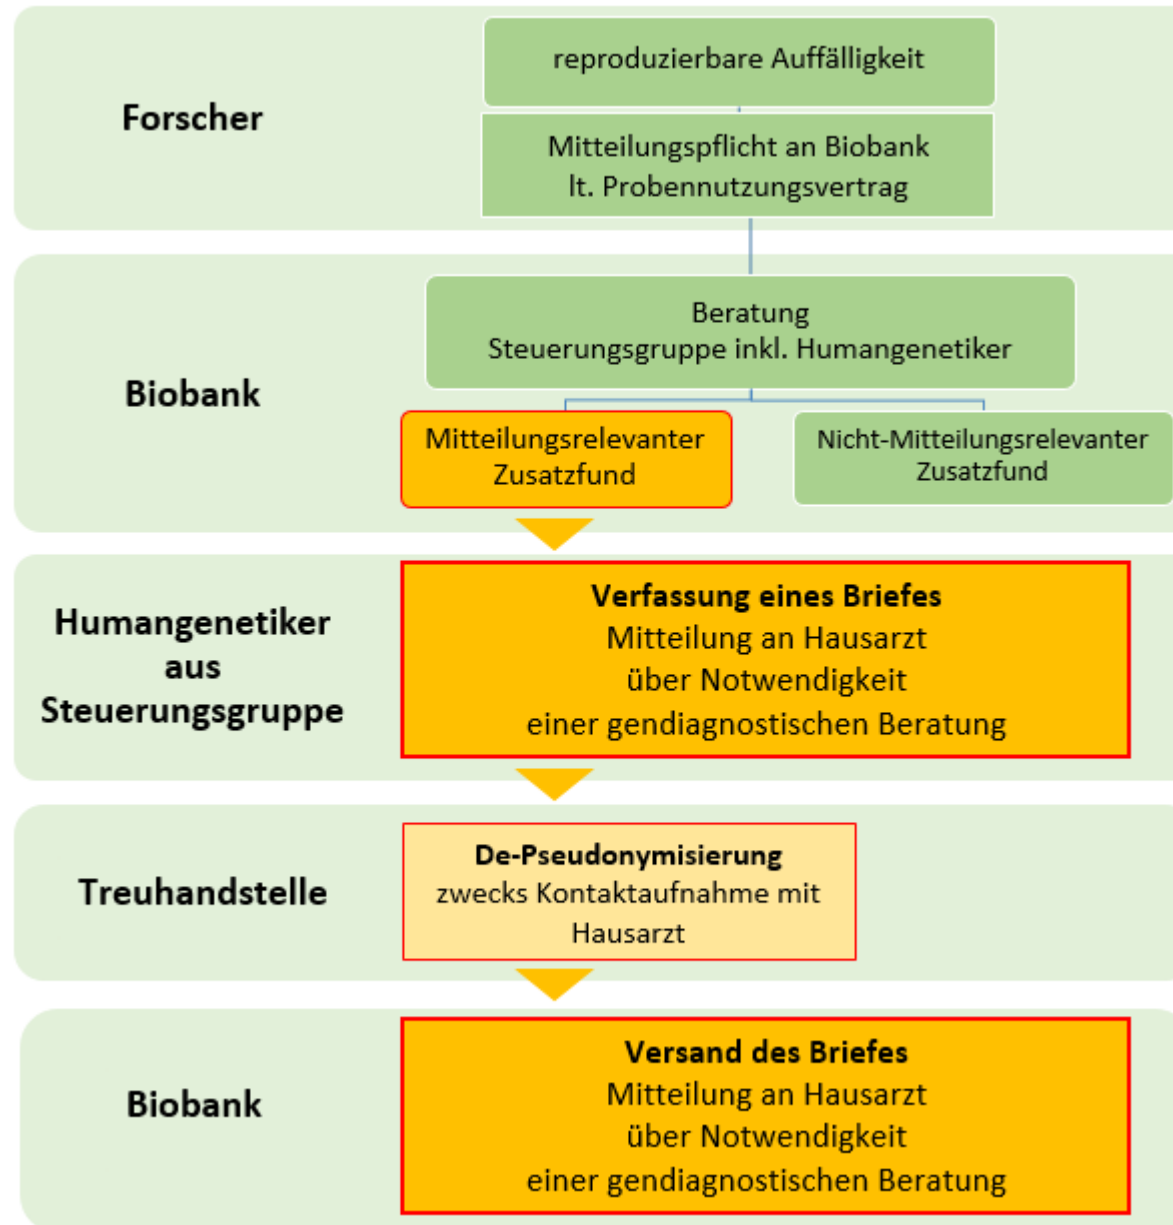 Forscher
reproduzierbare Auffälligkeit
Mitteilungspflicht an Biobank
lt. Probennutzungsvertrag
Biobank
Beratung
Steuerungsgruppe inkl. Humangenetiker
Mitteilungsrelevanter
Zusatzfund
Nicht-Mitteilungsrelevanter
Zusatzfund
Humangenetiker
aus
Steuerungsgruppe
Verfassung eines Briefes
Mitteilung an Hausarzt
über Notwendigkeit
einer gendiagnostischen Beratung
Treuhandstelle
De-Pseudonymisierung
zwecks Kontaktaufnahme mit
Hausarzt
Biobank
Versand des Briefes
Mitteilung an Hausarzt
über Notwendigkeit
einer gendiagnostischen Beratung